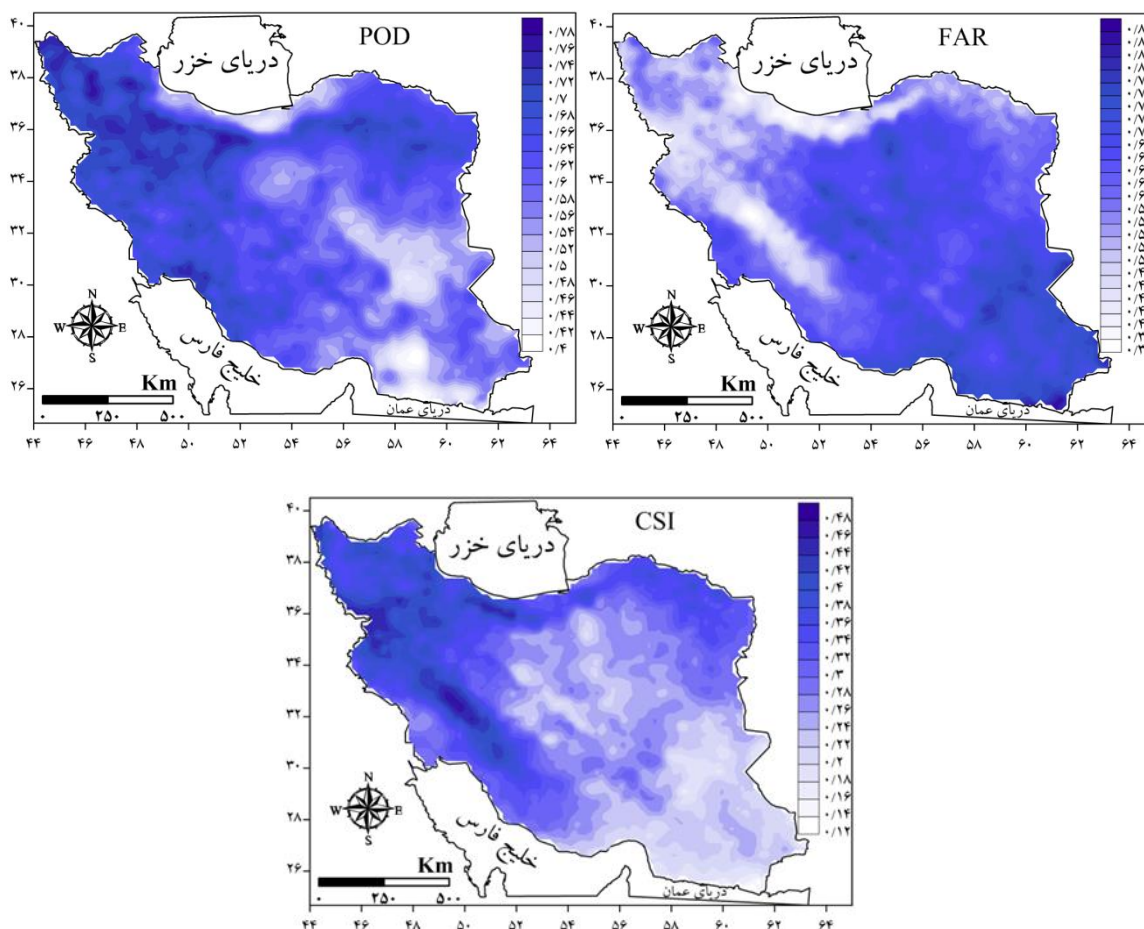 POD
دریای خزر
خلیج فارس
دریای عمان
N
W E
S
Km
۰ ۲۵۰ ۵۰۰
۴۰
۳۸
۳۶
۳۴
۳۲
۳۰
۲۸
۲۶
۴۴ ۴۶ ۴۸ ۵۰ ۵۲ ۵۴ ۵۶ ۵۸ ۶۰ ۶۲ ۶۴
۰/۷۸
۰/۷۶
۰/۷۴
۰/۷۲
۰/۷
۰/۶۸
۰/۶۶
۰/۶۴
۰/۶۲
۰/۶
۰/۵۸
۰/۵۶
۰/۵۴
۰/۵۲
۰/۵
۰/۴۸
۰/۴۶
۰/۴۴
۰/۴۲
۰/۴
FAR
دریای خزر
خلیج فارس
دریای عمان
N
W E
S
Km
۰ ۲۵۰ ۵۰۰
۴۰
۳۸
۳۶
۳۴
۳۲
۳۰
۲۸
۲۶
۴۴ ۴۶ ۴۸ ۵۰ ۵۲ ۵۴ ۵۶ ۵۸ ۶۰ ۶۲ ۶۴
CSI
دریای خزر
خلیج فارس
دریای عمان
N
W E
S
Km
۰ ۲۵۰ ۵۰۰
۴۰
۳۸
۳۶
۳۴
۳۲
۳۰
۲۸
۲۶
۴۴ ۴۶ ۴۸ ۵۰ ۵۲ ۵۴ ۵۶ ۵۸ ۶۰ ۶۲ ۶۴
۰/۴۸
۰/۴۶
۰/۴۴
۰/۴۲
۰/۴
۰/۳۸
۰/۳۶
۰/۳۴
۰/۳۲
۰/۳
۰/۲۸
۰/۲۶
۰/۲۴
۰/۲۲
۰/۲
۰/۱۸
۰/۱۶
۰/۱۴
۰/۱۲